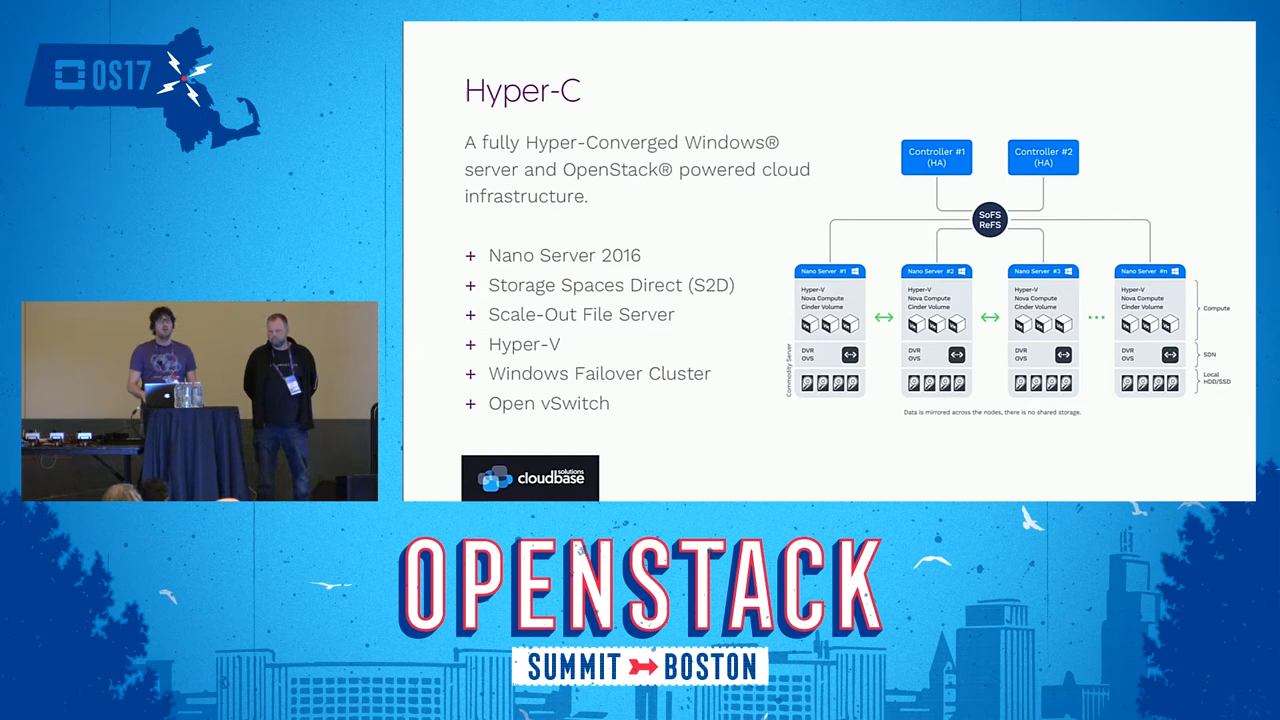 OS17
Hyper-C
A fully Hyper-Converged Windows®
server and OpenStack® powered cloud
infrastructure.
+ Nano Server 2016
+ Storage Spaces Direct (S2D)
+ Scale-Out File Server
+ Hyper-V
+ Windows Failover Cluster
+ Open vSwitch
cloudbase
solutions
Controller #1
(HA)
Controller #2
(HA)
SoFS
ReFS
Nano Server #1
Hyper-V
Nova Compute
Cinder Volume
DVR
OVS
Nano Server #2
Hyper-V
Nova Compute
Cinder Volume
DVR
OVS
Nano Server #3
Hyper-V
Nova Compute
Cinder Volume
DVR
OVS
Nano Server #n
Hyper-V
Nova Compute
Cinder Volume
DVR
OVS
Commodity Server
Compute
SDN
Local
HDD/SSD
Data is mirrored across the nodes, there is no shared storage.
OPENSTACK
SUMMIT BOSTON